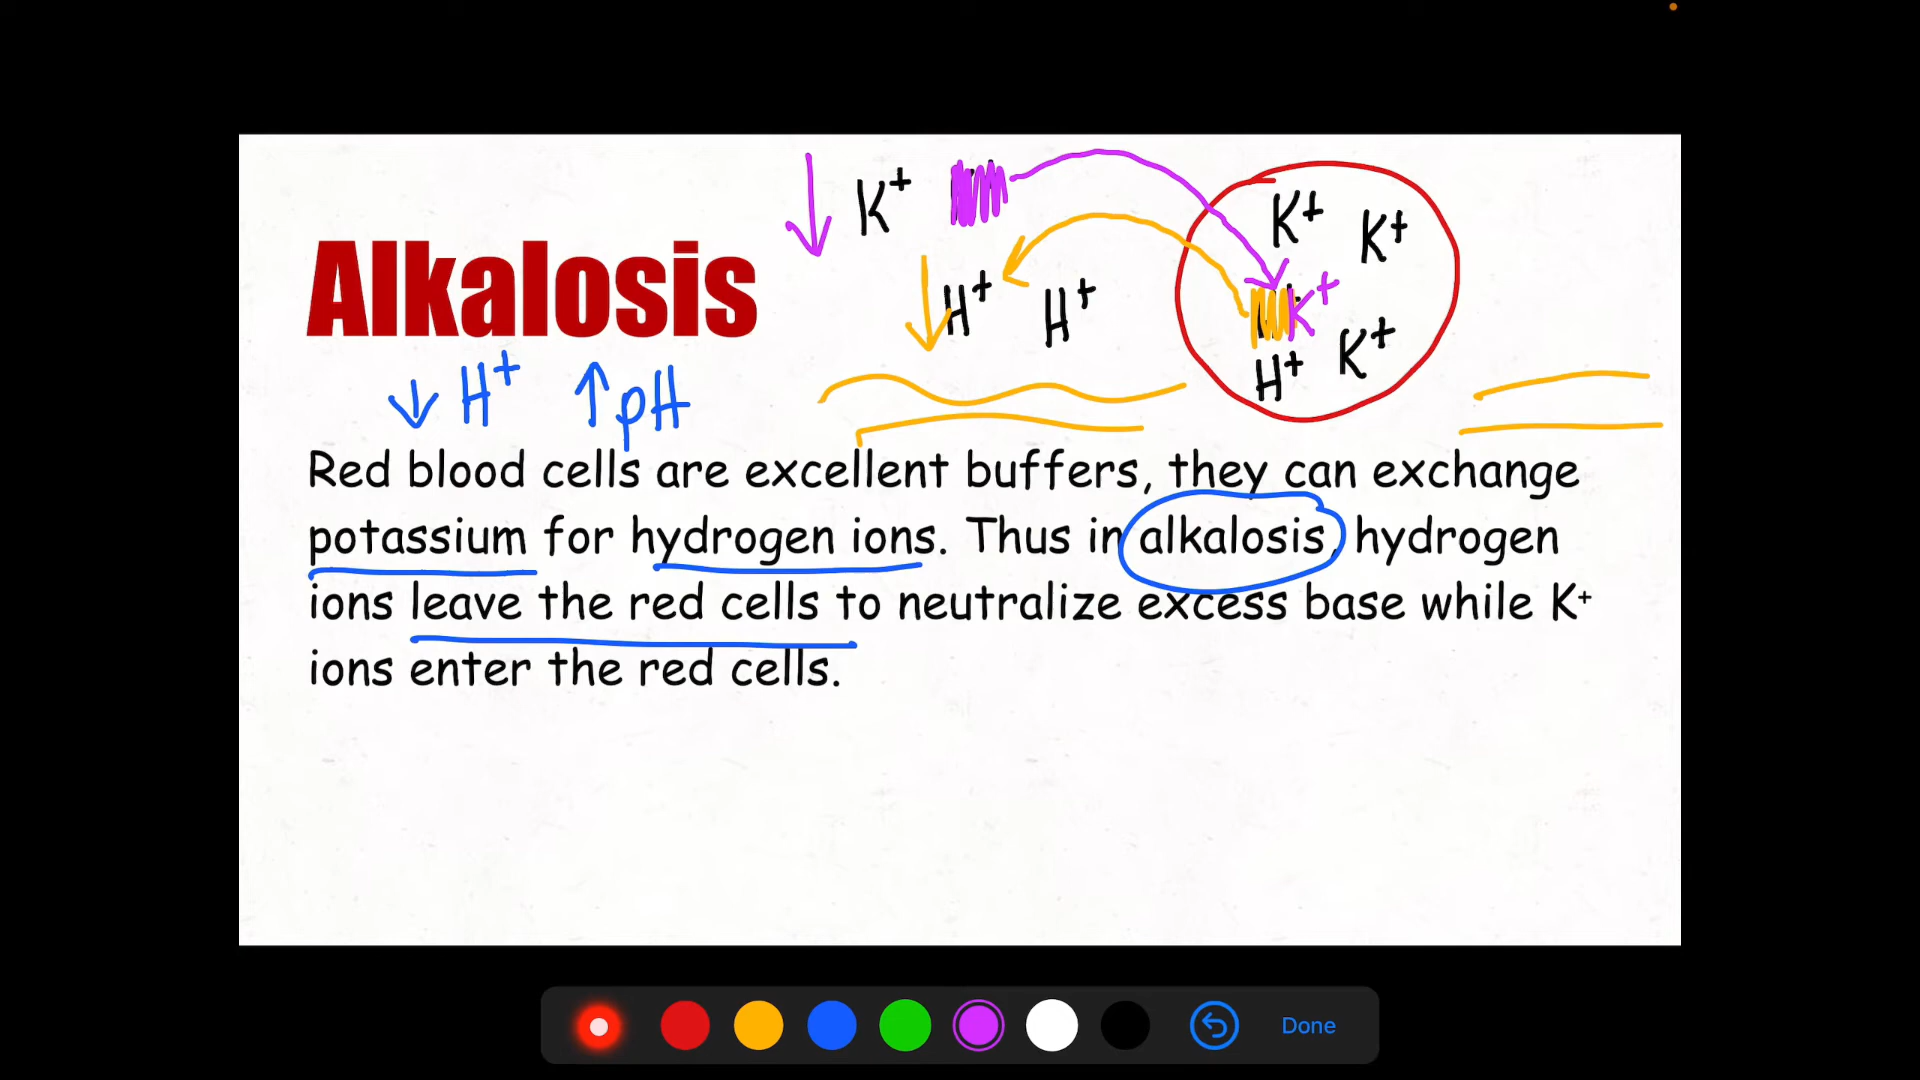 K+ K+ K+
Alkalosis H+ H+ K+
H+ K+
↓ H+ ↑ pH
Red blood cells are excellent buffers, they can exchange
potassium for hydrogen ions. Thus in alkalosis, hydrogen
ions leave the red cells to neutralize excess base while K+
ions enter the red cells.
Done